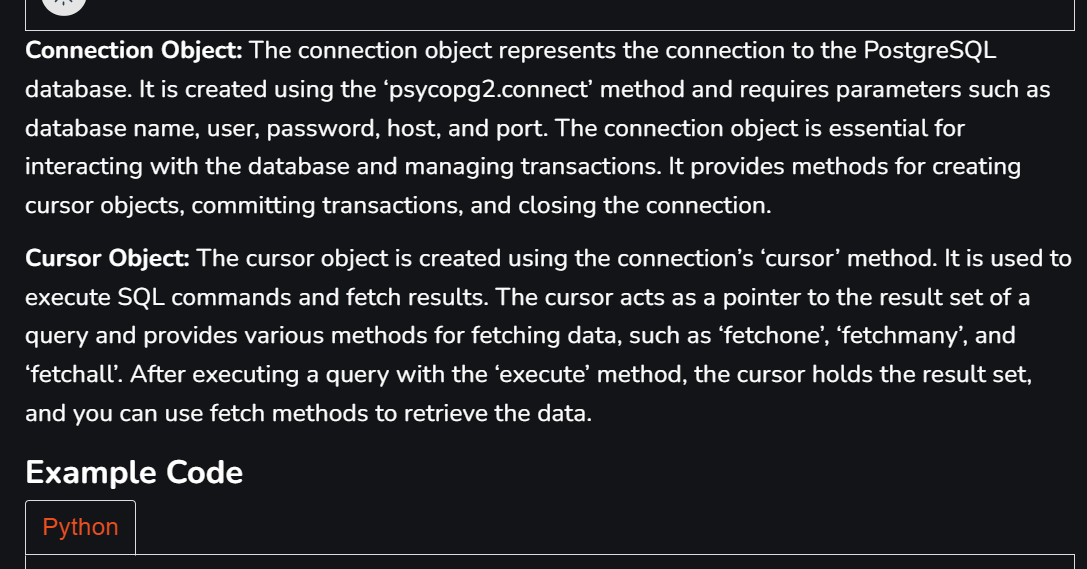 Connection Object: The connection object represents the connection to the PostgreSQL
database. It is created using the ‘psycopg2.connect’ method and requires parameters such as
database name, user, password, host, and port. The connection object is essential for
interacting with the database and managing transactions. It provides methods for creating
cursor objects, committing transactions, and closing the connection.
Cursor Object: The cursor object is created using the connection’s ‘cursor’ method. It is used to
execute SQL commands and fetch results. The cursor acts as a pointer to the result set of a
query and provides various methods for fetching data, such as ‘fetchone’, ‘fetchmany’, and
‘fetchall’. After executing a query with the ‘execute’ method, the cursor holds the result set,
and you can use fetch methods to retrieve the data.
Example Code
Python